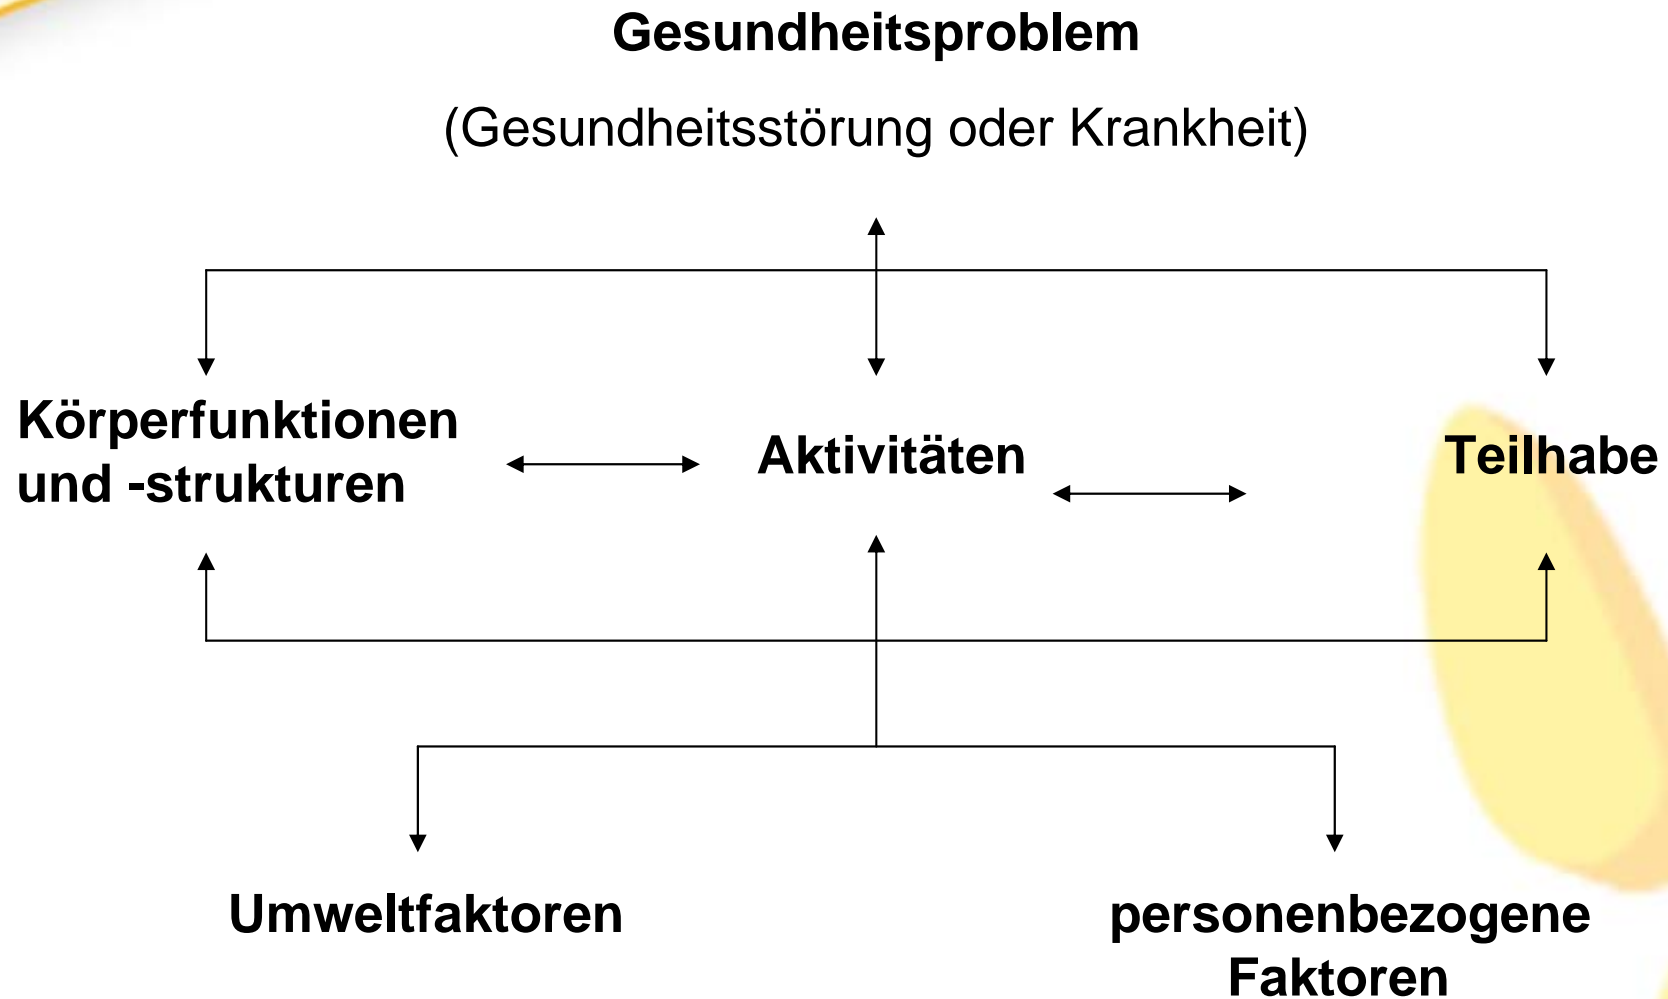 Gesundheitsproblem
(Gesundheitsstörung oder Krankheit)
Körperfunktionen
und -strukturen
Aktivitäten
Teilhabe
Umweltfaktoren
personenbezogene
Faktoren